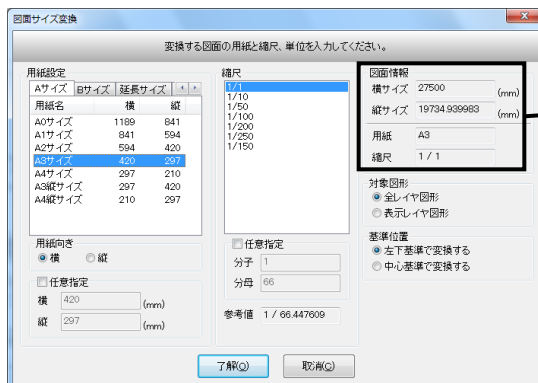 図面サイズ変換
変換する図面の用紙と縮尺、単位を入力してください。
用紙設定
Aサイズ Bサイズ 延長サイズ
用紙名 横 縦
A0サイズ 1189 841
A1サイズ 841 594
A2サイズ 594 420
A3サイズ 420 297
A4サイズ 297 210
A3縦サイズ 297 420
A4縦サイズ 210 297
用紙向き
横 縦
任意指定
横 420 (mm)
縦 297 (mm)
縮尺
1/1
1/10
1/50
1/100
1/200
1/250
1/150
任意指定
分子 1
分母 66
参考値 1 / 66.447609
図面情報
横サイズ 27500 (mm)
縦サイズ 19734.939983 (mm)
用紙 A3
縮尺 1 / 1
対象図形
全レイヤ図形
表示レイヤ図形
基準位置
左下基準で変換する
中心基準で変換する
了解(O) 取消(C)